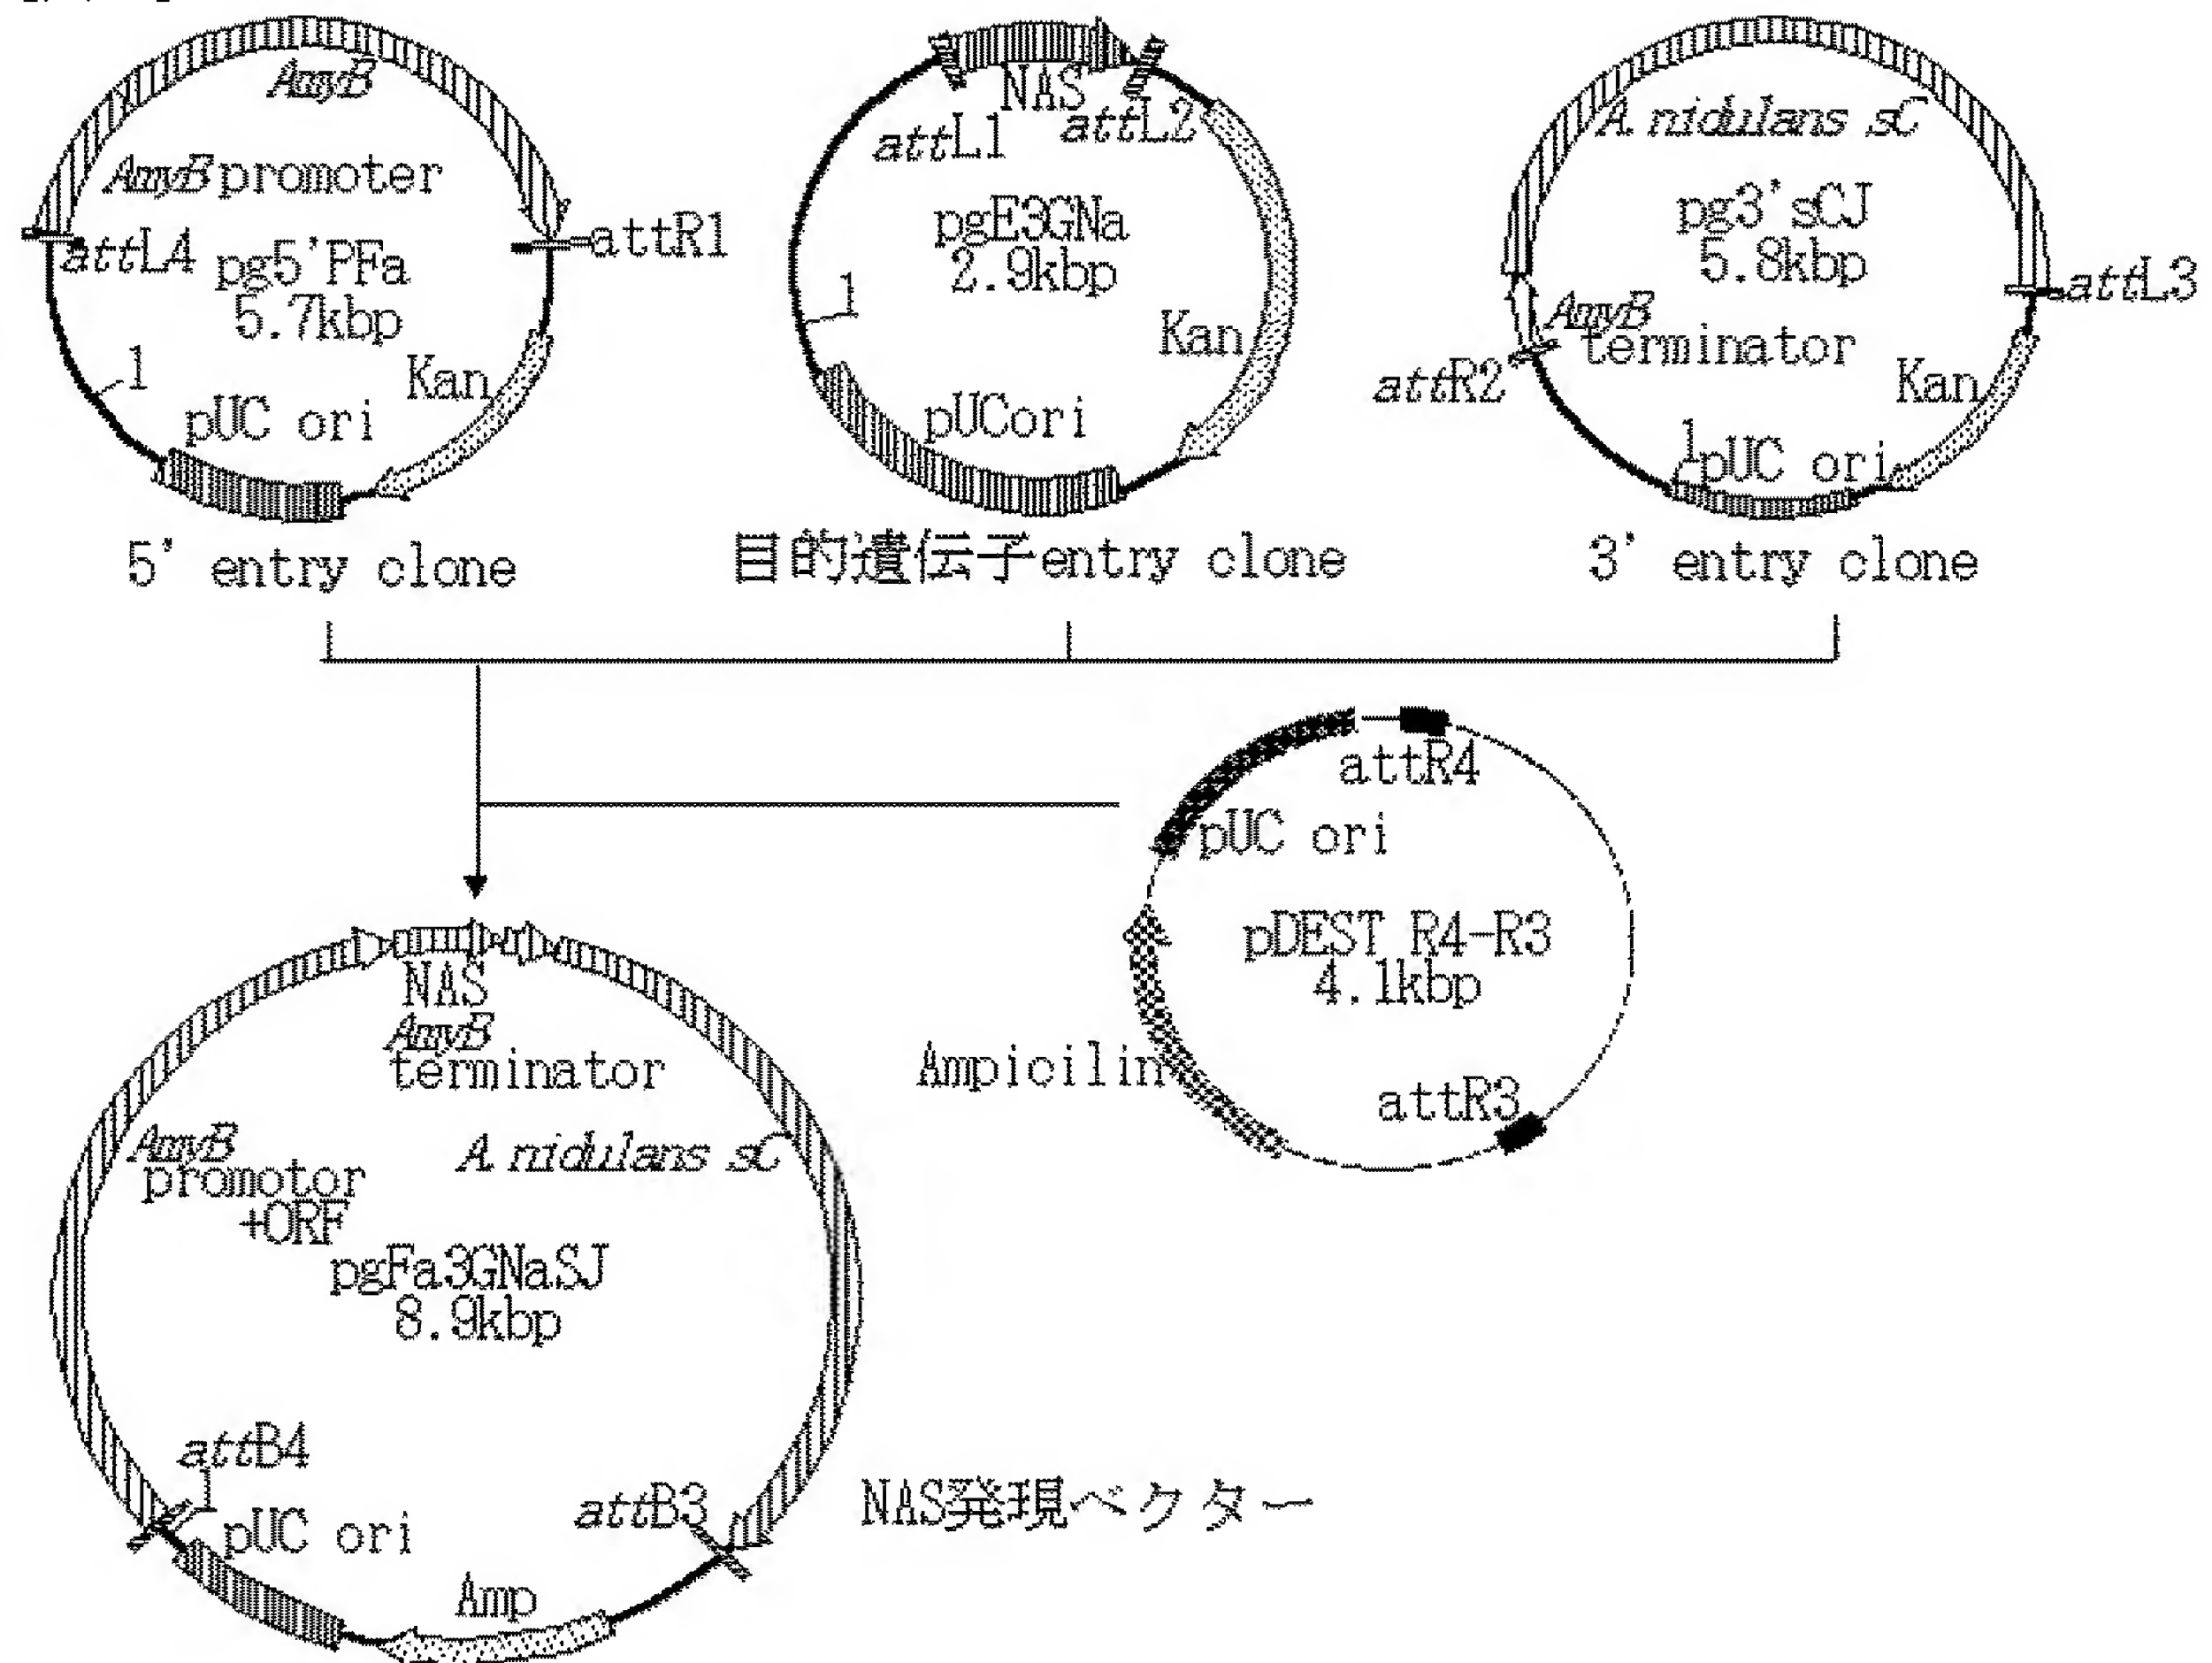 AmyB
AmyB promoter
attL4
attR1
pg5'PFa
5.7kbp
1
Kan
pUC ori
5' entry clone
NAS
attL1
attL2
pgE3GNa
2.9kbp
1
Kan
pUCori
目的遺伝子entry clone
A nidulans sC
pg3'sCJ
5.8kbp
attL3
AmyB
terminator
attR2
Kan
1
pUC ori
3' entry clone
attR4
pUC ori
pDEST R4-R3
4.1kbp
Ampicilin
attR3
NAS
AmyB
terminator
AmyB
promotor
+ORF
A nidulans sC
pgFa3GNaSJ
8.9kbp
attB4
1
pUC ori
attB3
Amp
NAS発現ベクター